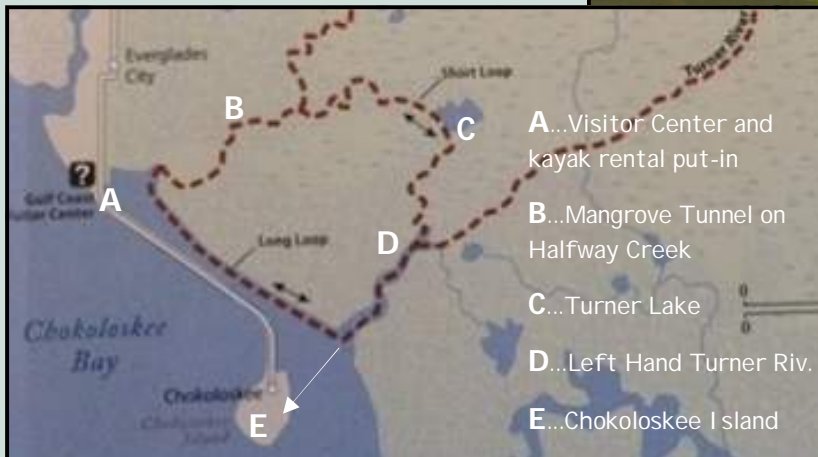 Everglades
City
B
Short Loop
Turner River
C
?
Gulf Coast
Visitor Center
A
Long Loop
D
Chokoloskee
Bay
Chokoloskee
Chokoloskee
Island
E
0
0
A...Visitor Center and
kayak rental put-in
B...Mangrove Tunnel on
Halfway Creek
C...Turner Lake
D...Left Hand Turner Riv.
E...Chokoloskee Island